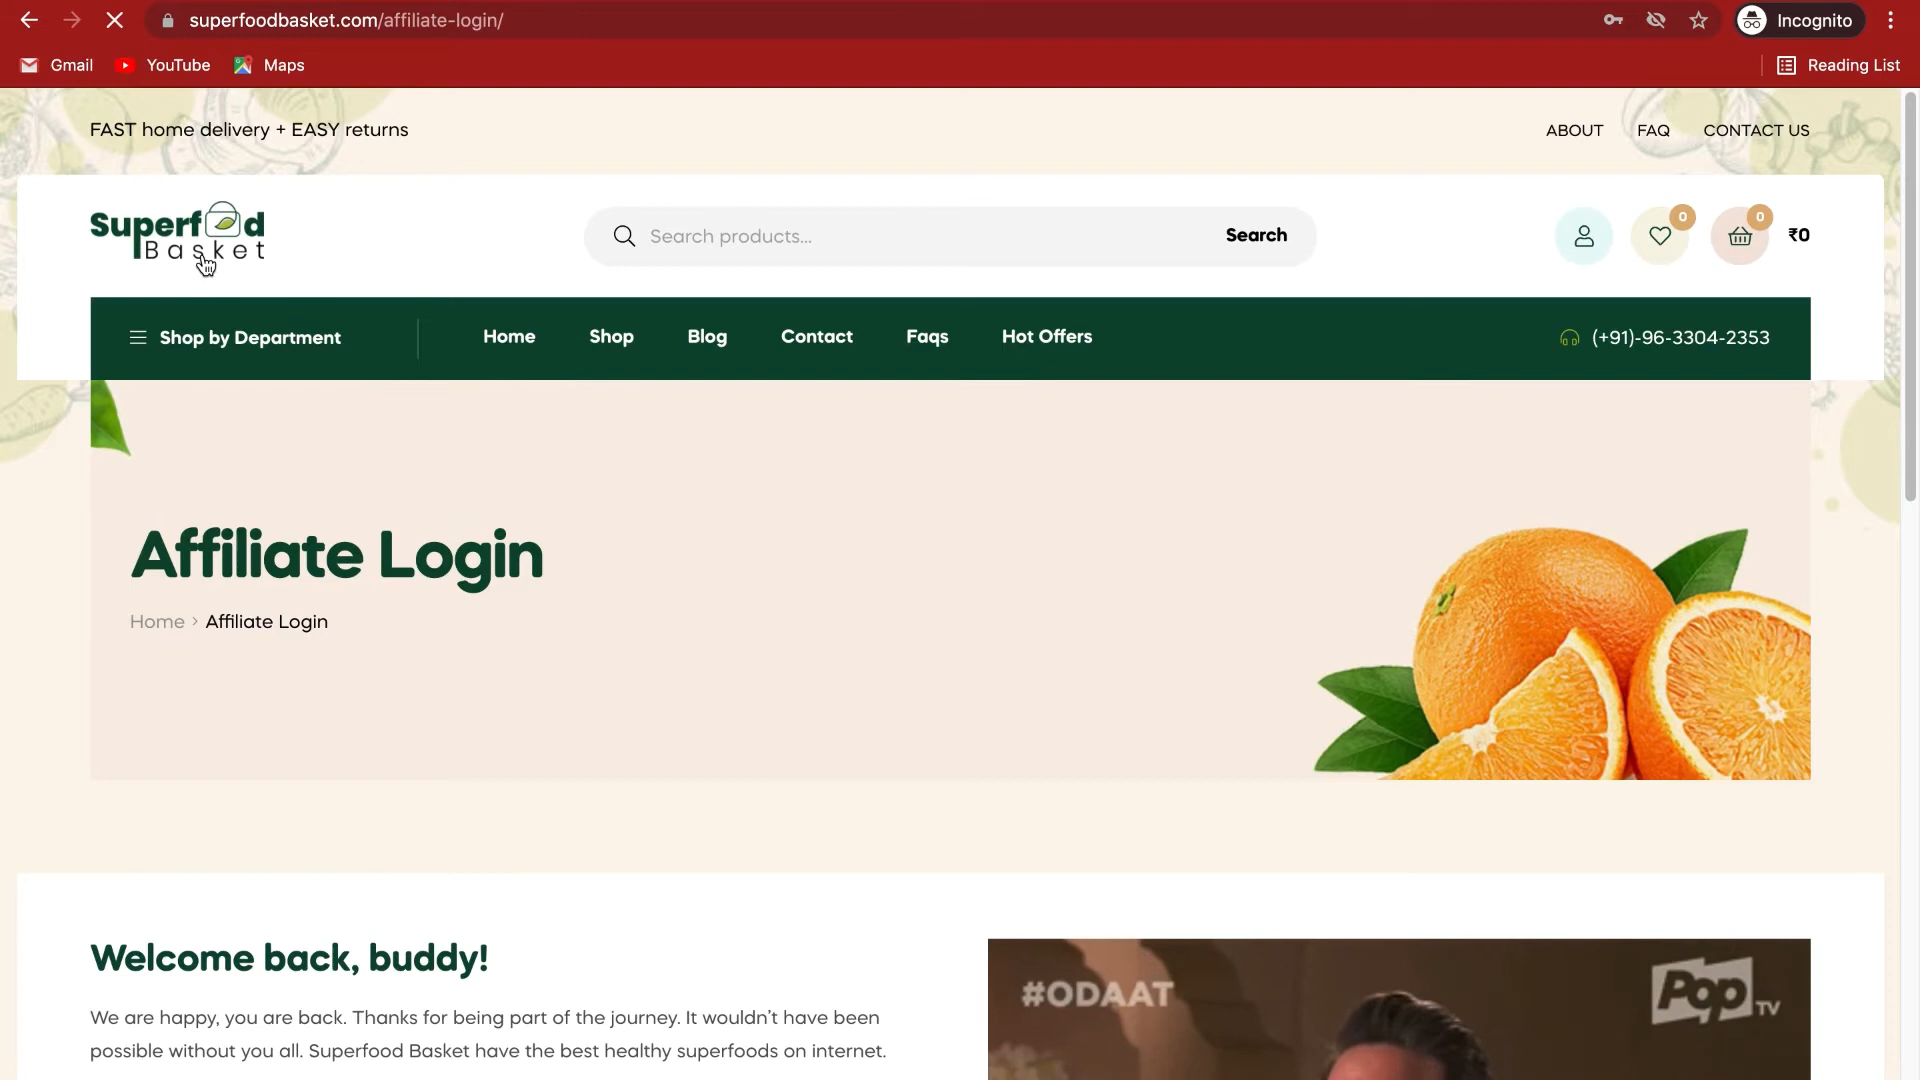 superfoodbasket.com/affiliate-login/
Incognito
Gmail
YouTube
Maps
Reading List
FAST home delivery + EASY returns
ABOUT
FAQ
CONTACT US
Superfood
Basket
Search products...
Search
0
0
₹0
Shop by Department
Home
Shop
Blog
Contact
Faqs
Hot Offers
(+91)-96-3304-2353
Affiliate Login
Home › Affiliate Login
Welcome back, buddy!
We are happy, you are back. Thanks for being part of the journey. It wouldn't have been
possible without you all. Superfood Basket have the best healthy superfoods on internet.
#ODAAT
Pop TV